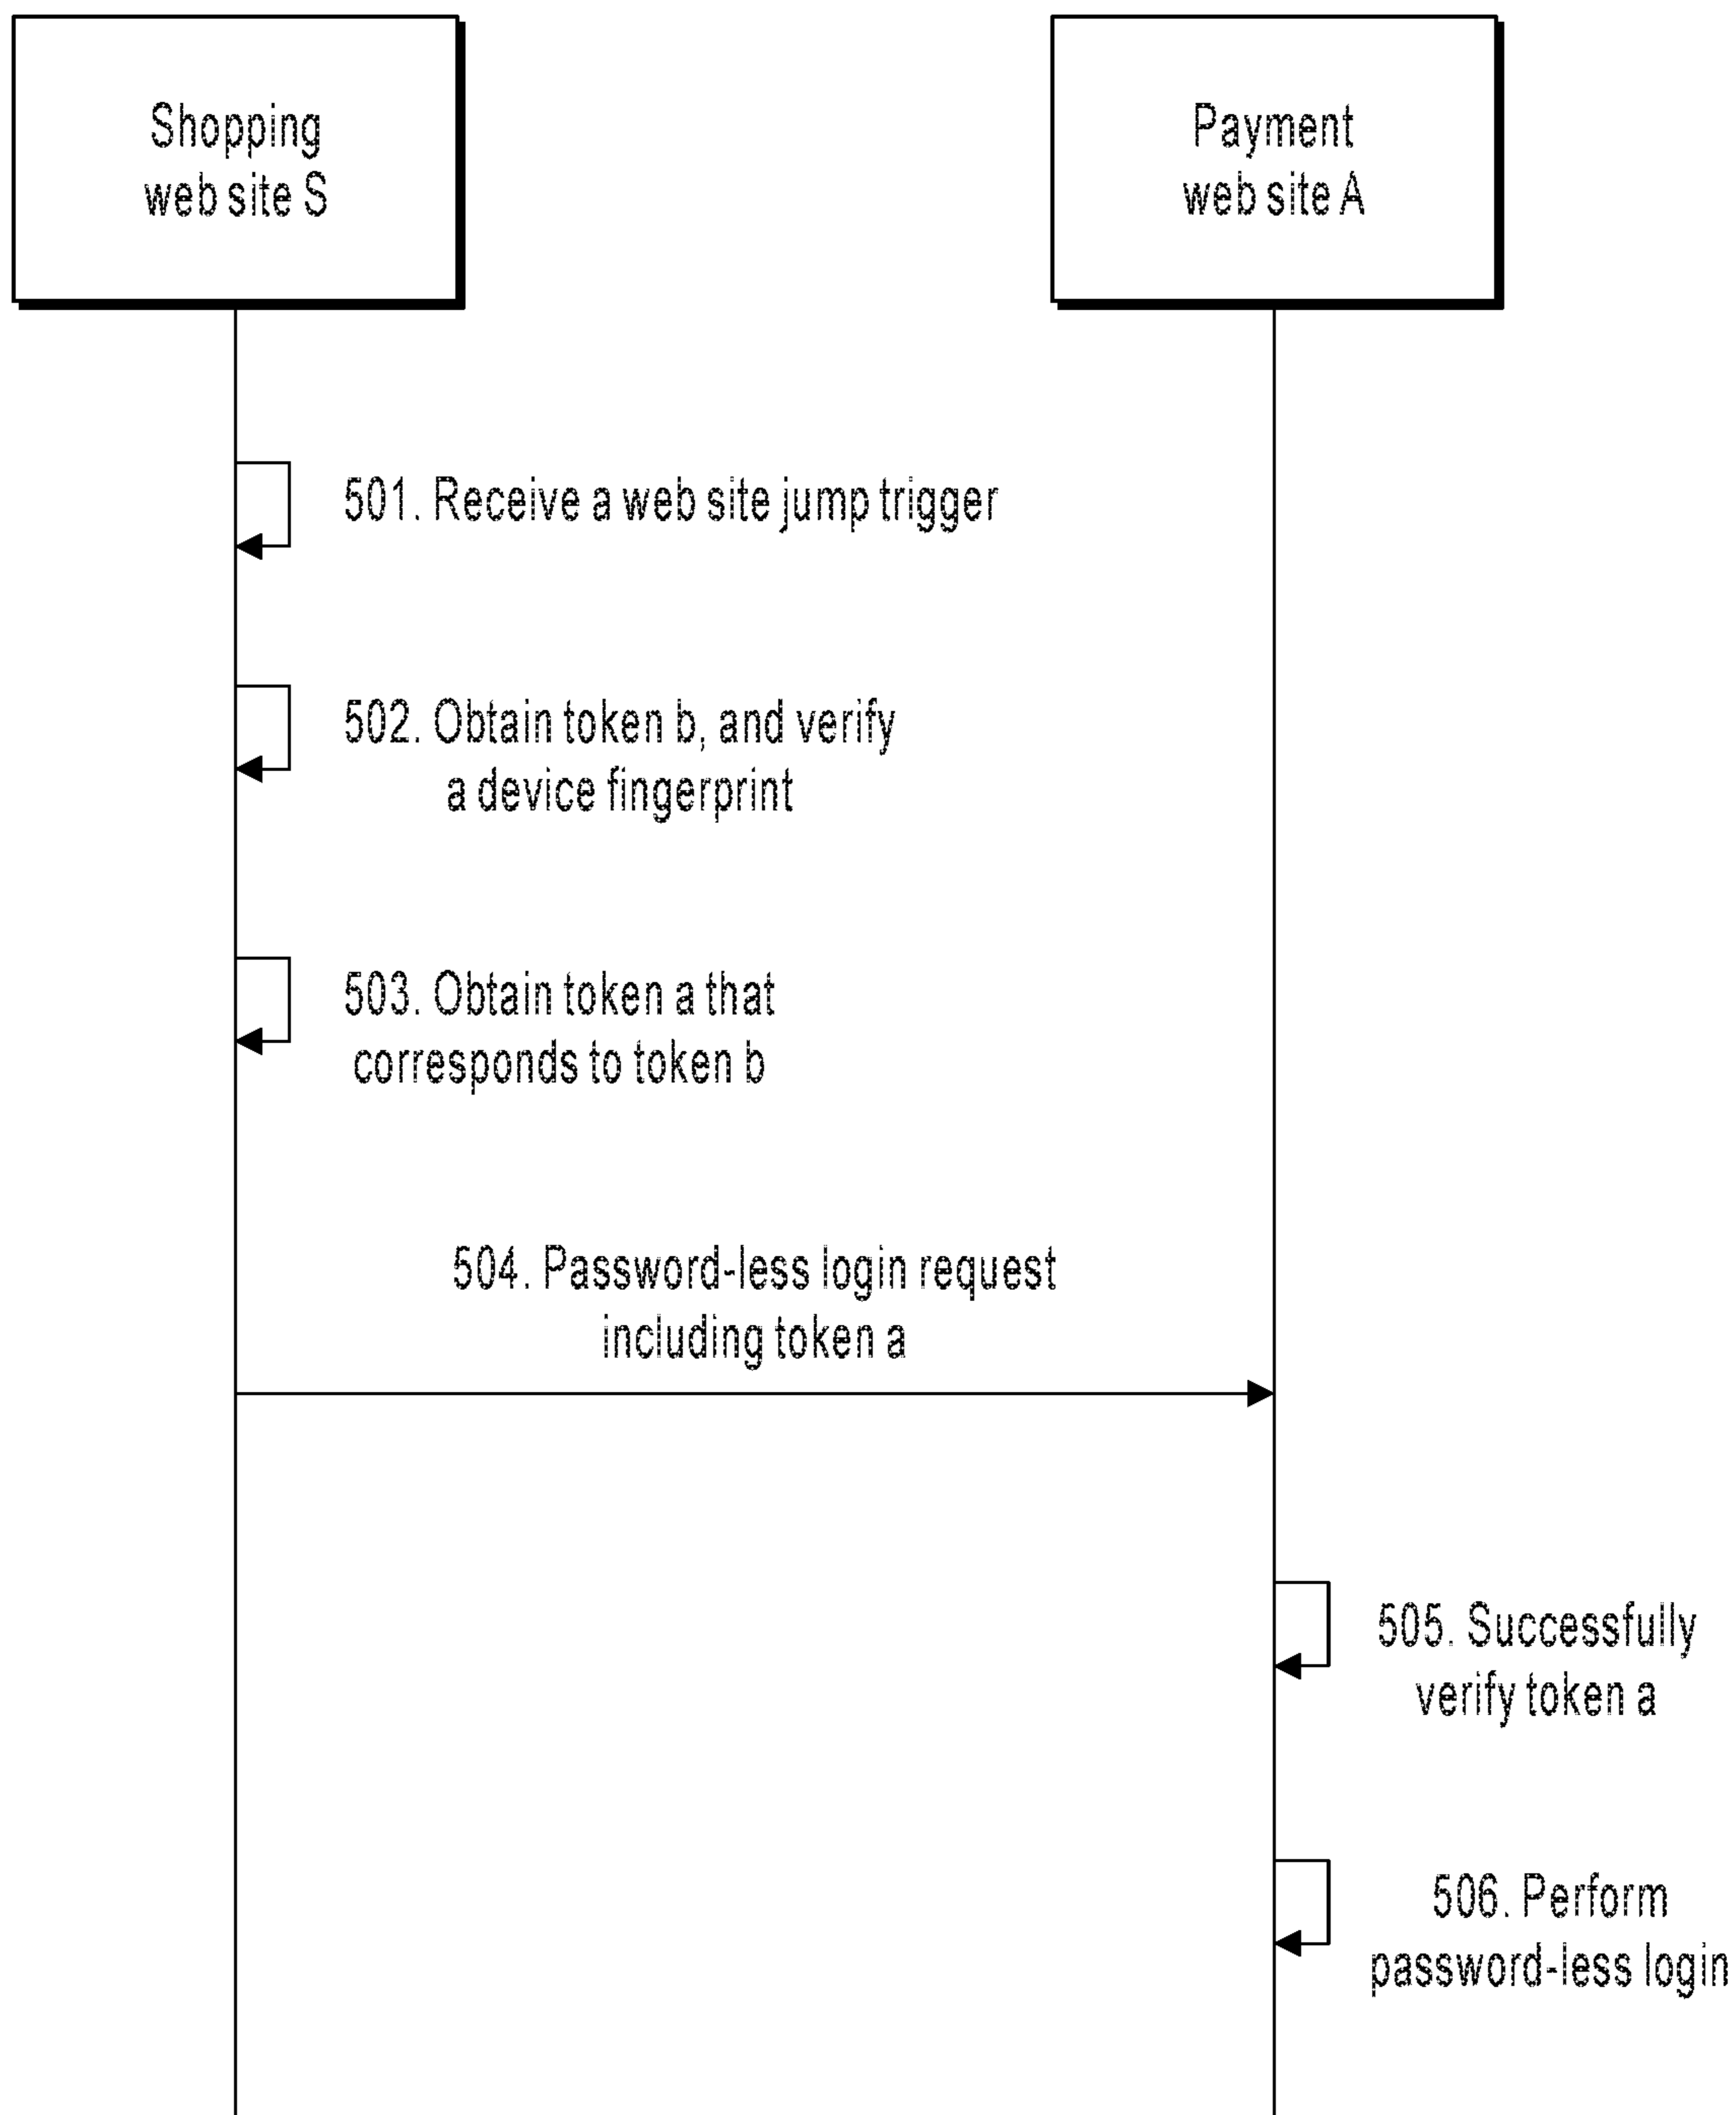 Shopping
web site S
Payment
web site A
501. Receive a web site jump trigger
502. Obtain token b, and verify
a device fingerprint
503. Obtain token a that
corresponds to token b
504. Password-less login request
including token a
505. Successfully
verify token a
506. Perform
password-less login